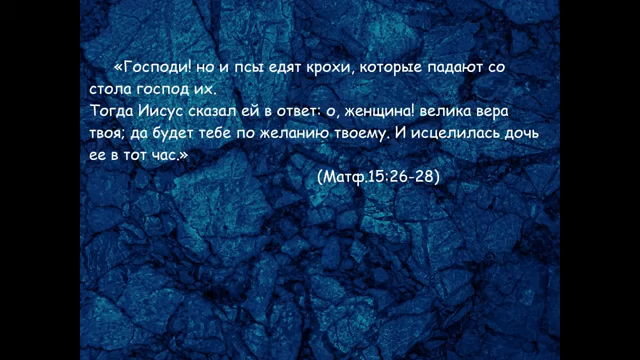 «Господи! но и псы едят крохи, которые падают со
стола господ их.
Тогда Иисус сказал ей в ответ: о, женщина! велика вера
твоя; да будет тебе по желанию твоему. И исцелилась дочь
ее в тот час.»
(Матф.15:26-28)